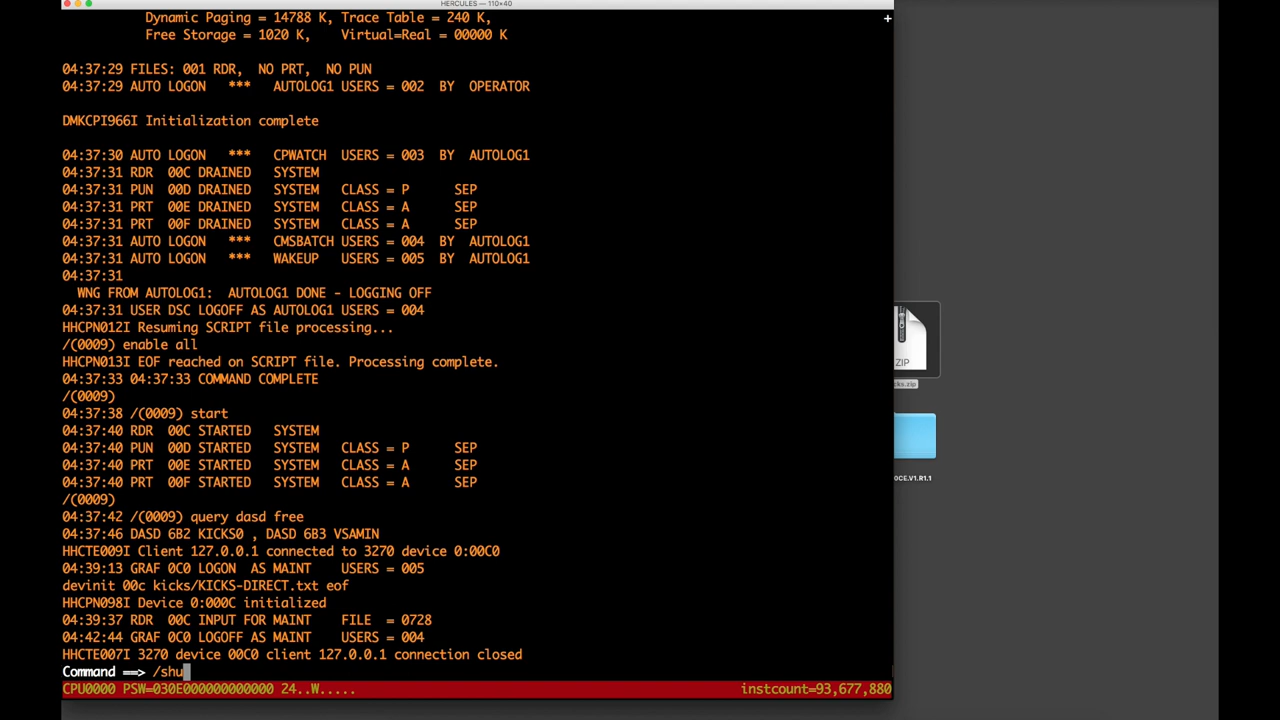 HERCULES — 110×40
Dynamic Paging = 14788 K, Trace Table = 240 K,
Free Storage = 1020 K, Virtual=Real = 00000 K
04:37:29 FILES: 001 RDR, NO PRT, NO PUN
04:37:29 AUTO LOGON *** AUTOLOG1 USERS = 002 BY OPERATOR
DMKCPI966I Initialization complete
04:37:30 AUTO LOGON *** CPWATCH USERS = 003 BY AUTOLOG1
04:37:31 RDR 00C DRAINED SYSTEM
04:37:31 PUN 00D DRAINED SYSTEM CLASS = P SEP
04:37:31 PRT 00E DRAINED SYSTEM CLASS = A SEP
04:37:31 PRT 00F DRAINED SYSTEM CLASS = A SEP
04:37:31 AUTO LOGON *** CMSBATCH USERS = 004 BY AUTOLOG1
04:37:31 AUTO LOGON *** WAKEUP USERS = 005 BY AUTOLOG1
04:37:31
WNG FROM AUTOLOG1: AUTOLOG1 DONE - LOGGING OFF
04:37:31 USER DSC LOGOFF AS AUTOLOG1 USERS = 004
HHCPN012I Resuming SCRIPT file processing...
/(0009) enable all
HHCPN013I EOF reached on SCRIPT file. Processing complete.
04:37:33 04:37:33 COMMAND COMPLETE
/(0009)
04:37:38 /(0009) start
04:37:40 RDR 00C STARTED SYSTEM
04:37:40 PUN 00D STARTED SYSTEM CLASS = P SEP
04:37:40 PRT 00E STARTED SYSTEM CLASS = A SEP
04:37:40 PRT 00F STARTED SYSTEM CLASS = A SEP
/(0009)
04:37:42 /(0009) query dasd free
04:37:46 DASD 6B2 KICKS0 , DASD 6B3 VSAMIN
HHCTE009I Client 127.0.0.1 connected to 3270 device 0:00C0
04:39:13 GRAF 0C0 LOGON AS MAINT USERS = 005
devinit 00c kicks/KICKS-DIRECT.txt eof
HHCPN098I Device 0:000C initialized
04:39:37 RDR 00C INPUT FOR MAINT FILE = 0728
04:42:44 GRAF 0C0 LOGOFF AS MAINT USERS = 004
HHCTE007I 3270 device 00C0 client 127.0.0.1 connection closed
Command ==> /shu
CPU0000 PSW=030E000000000000 24..W..... instcount=93,677,880
ZIP
cks.zip
OCE.V1.R1.1